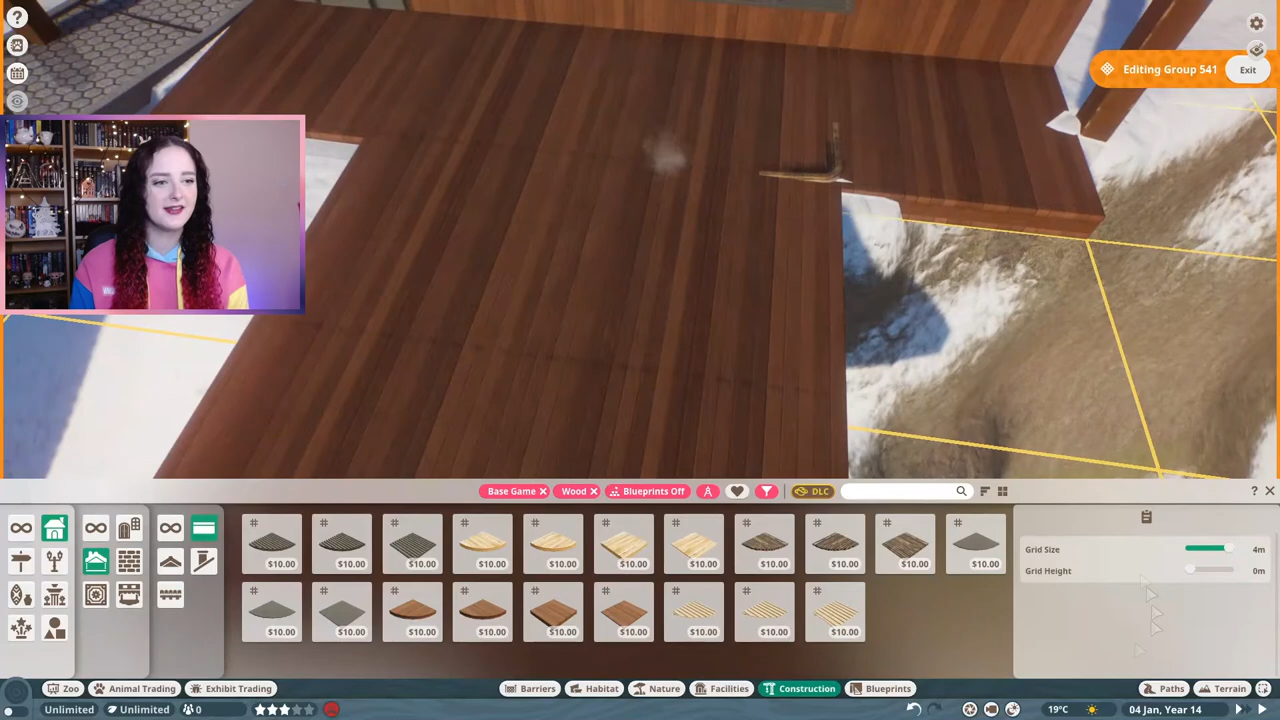 Editing Group 541
Exit
Base Game
Wood
Blueprints Off
DLC
$10.00 $10.00 $10.00 $10.00 $10.00 $10.00 $10.00 $10.00 $10.00 $10.00 $10.00
$10.00 $10.00 $10.00 $10.00 $10.00 $10.00 $10.00 $10.00 $10.00
Grid Size 4m
Grid Height 0m
Zoo
Animal Trading
Exhibit Trading
Barriers
Habitat
Nature
Facilities
Construction
Blueprints
Paths
Terrain
Unlimited
Unlimited
0
19°C
04 Jan, Year 14